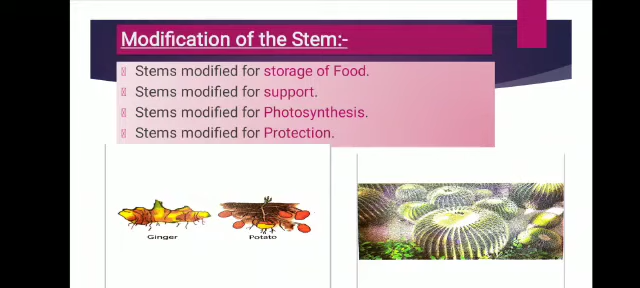 Modification of the Stem:-
Stems modified for storage of Food.
Stems modified for support.
Stems modified for Photosynthesis.
Stems modified for Protection.
Ginger
Potato